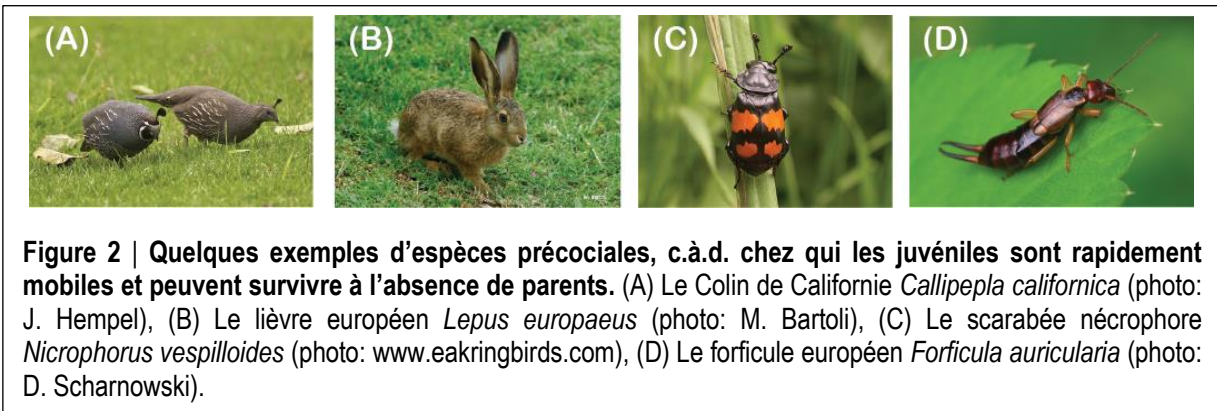 (A) (B) (C) (D)
Figure 2 | Quelques exemples d’espèces précociales, c.à.d. chez qui les juvéniles sont rapidement
mobiles et peuvent survivre à l’absence de parents. (A) Le Colin de Californie Callipepla californica (photo:
J. Hempel), (B) Le lièvre européen Lepus europaeus (photo: M. Bartoli), (C) Le scarabée nécrophore
Nicrophorus vespilloides (photo: www.eakringbirds.com), (D) Le forficule européen Forficula auricularia (photo:
D. Scharnowski).